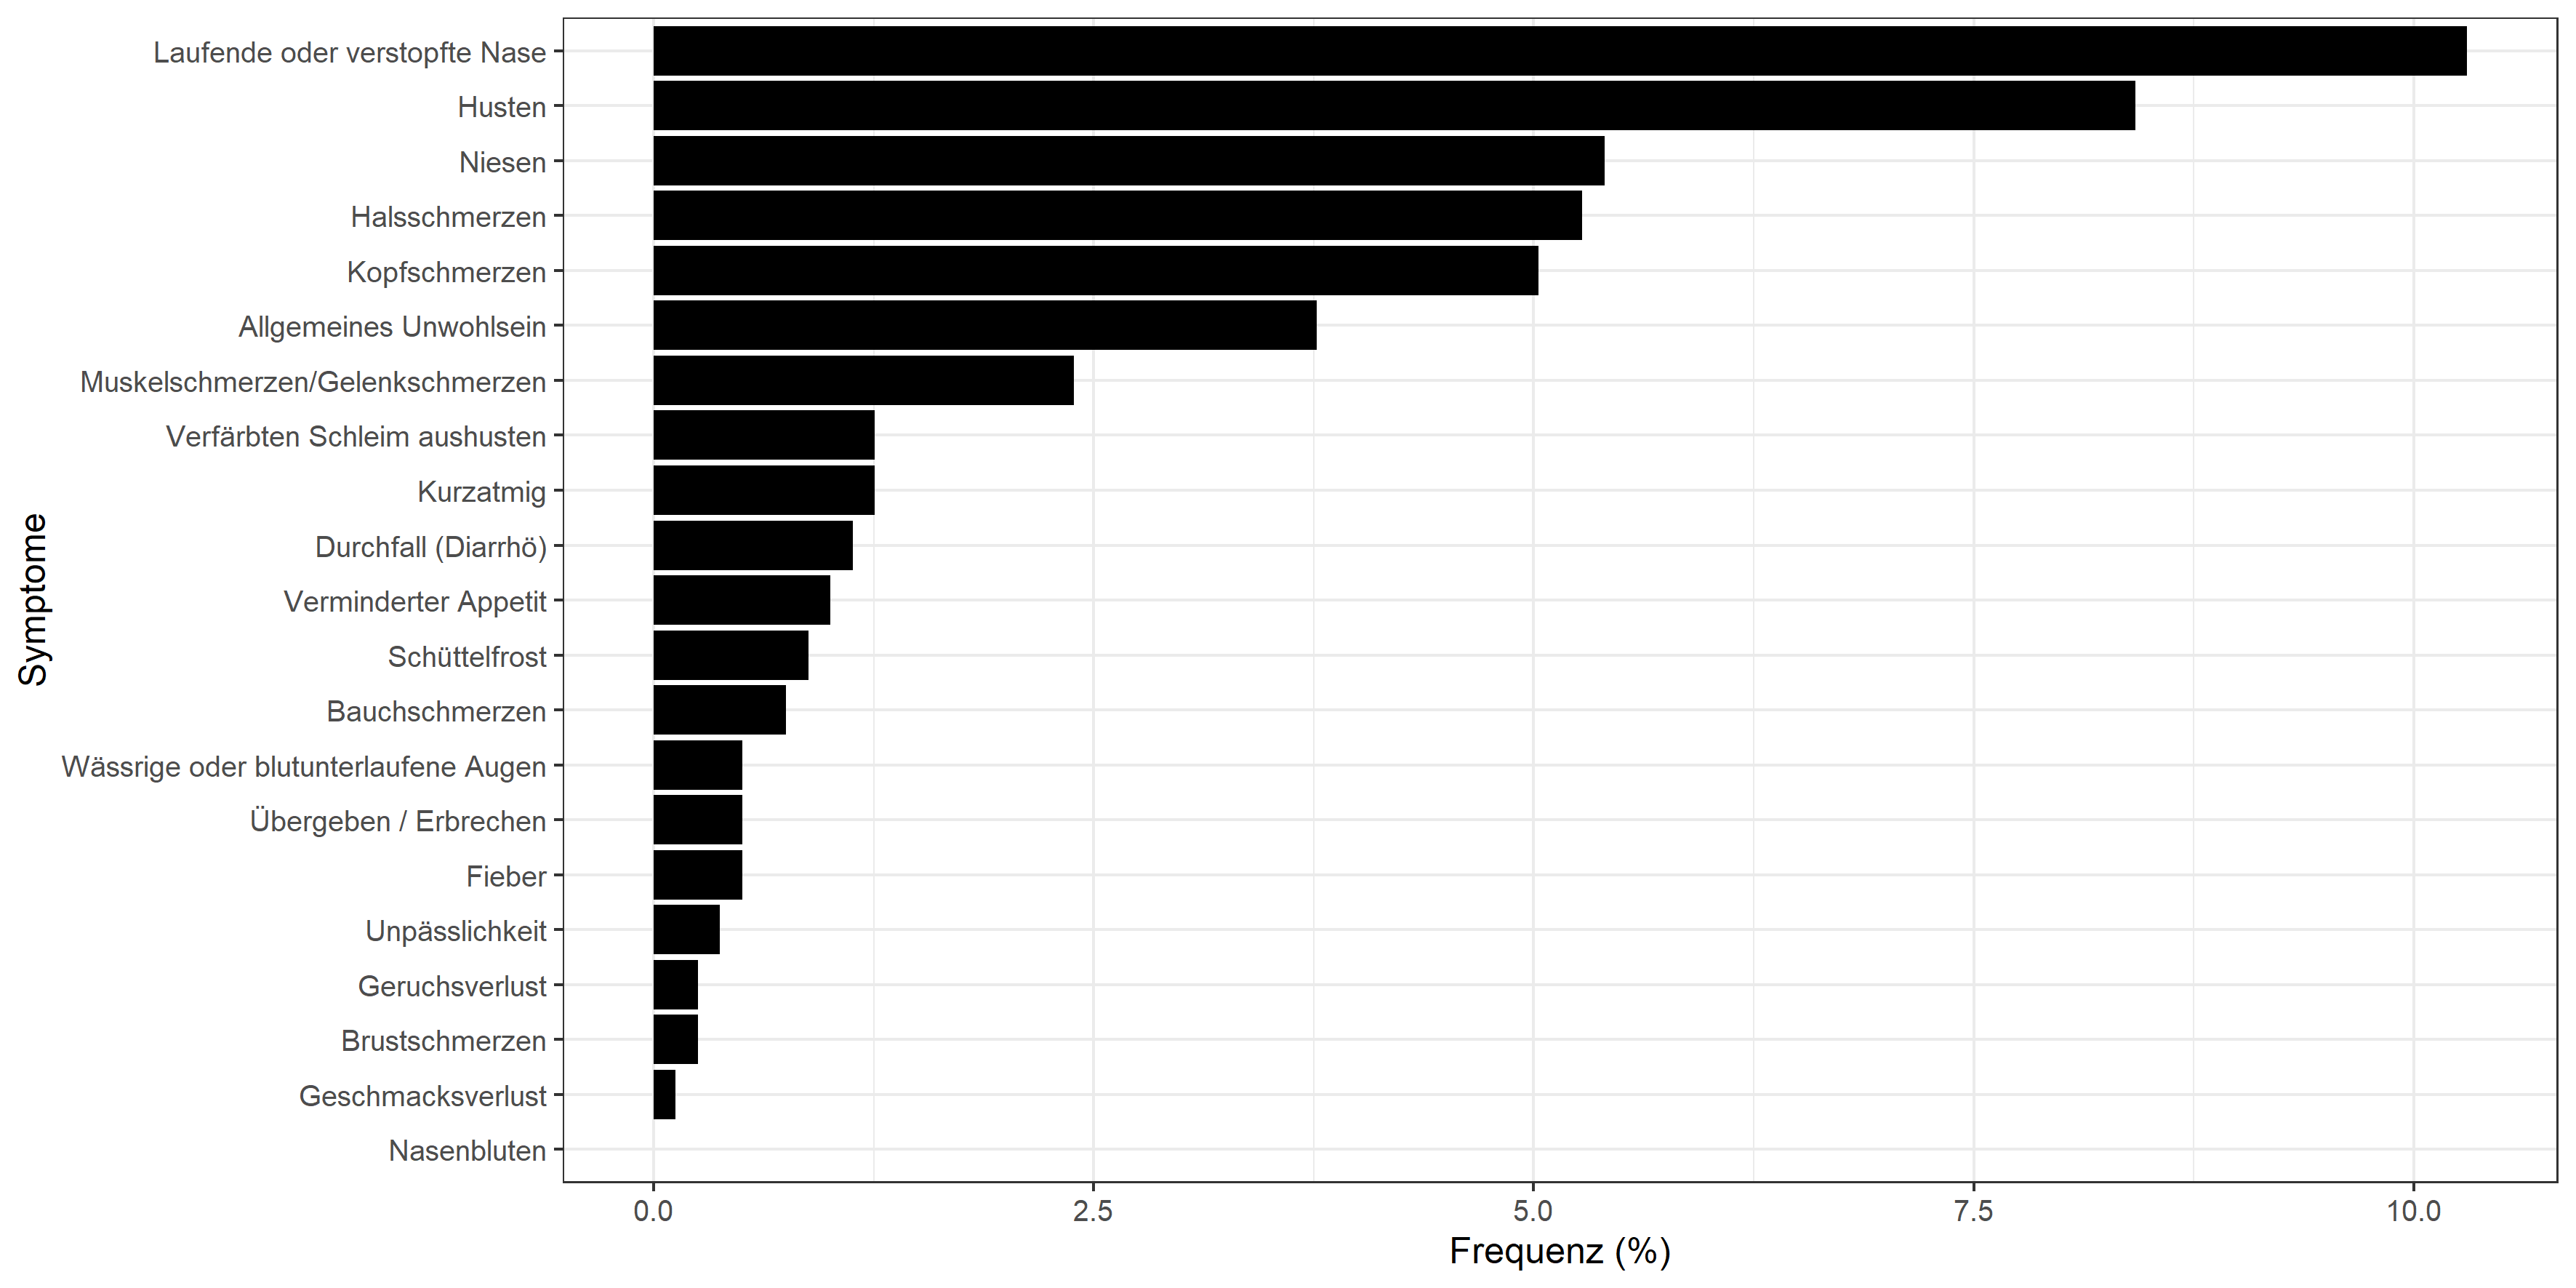 Laufende oder verstopfte Nase
Husten
Niesen
Halsschmerzen
Kopfschmerzen
Allgemeines Unwohlsein
Muskelschmerzen/Gelenkschmerzen
Verfärbten Schleim aushusten
Kurzatmig
Durchfall (Diarrhö)
Verminderter Appetit
Schüttelfrost
Bauchschmerzen
Wässrige oder blutunterlaufene Augen
Übergeben / Erbrechen
Fieber
Unpässlichkeit
Geruchsverlust
Brustschmerzen
Geschmacksverlust
Nasenbluten
Symptome
0.0 2.5 5.0 7.5 10.0
Frequenz (%)